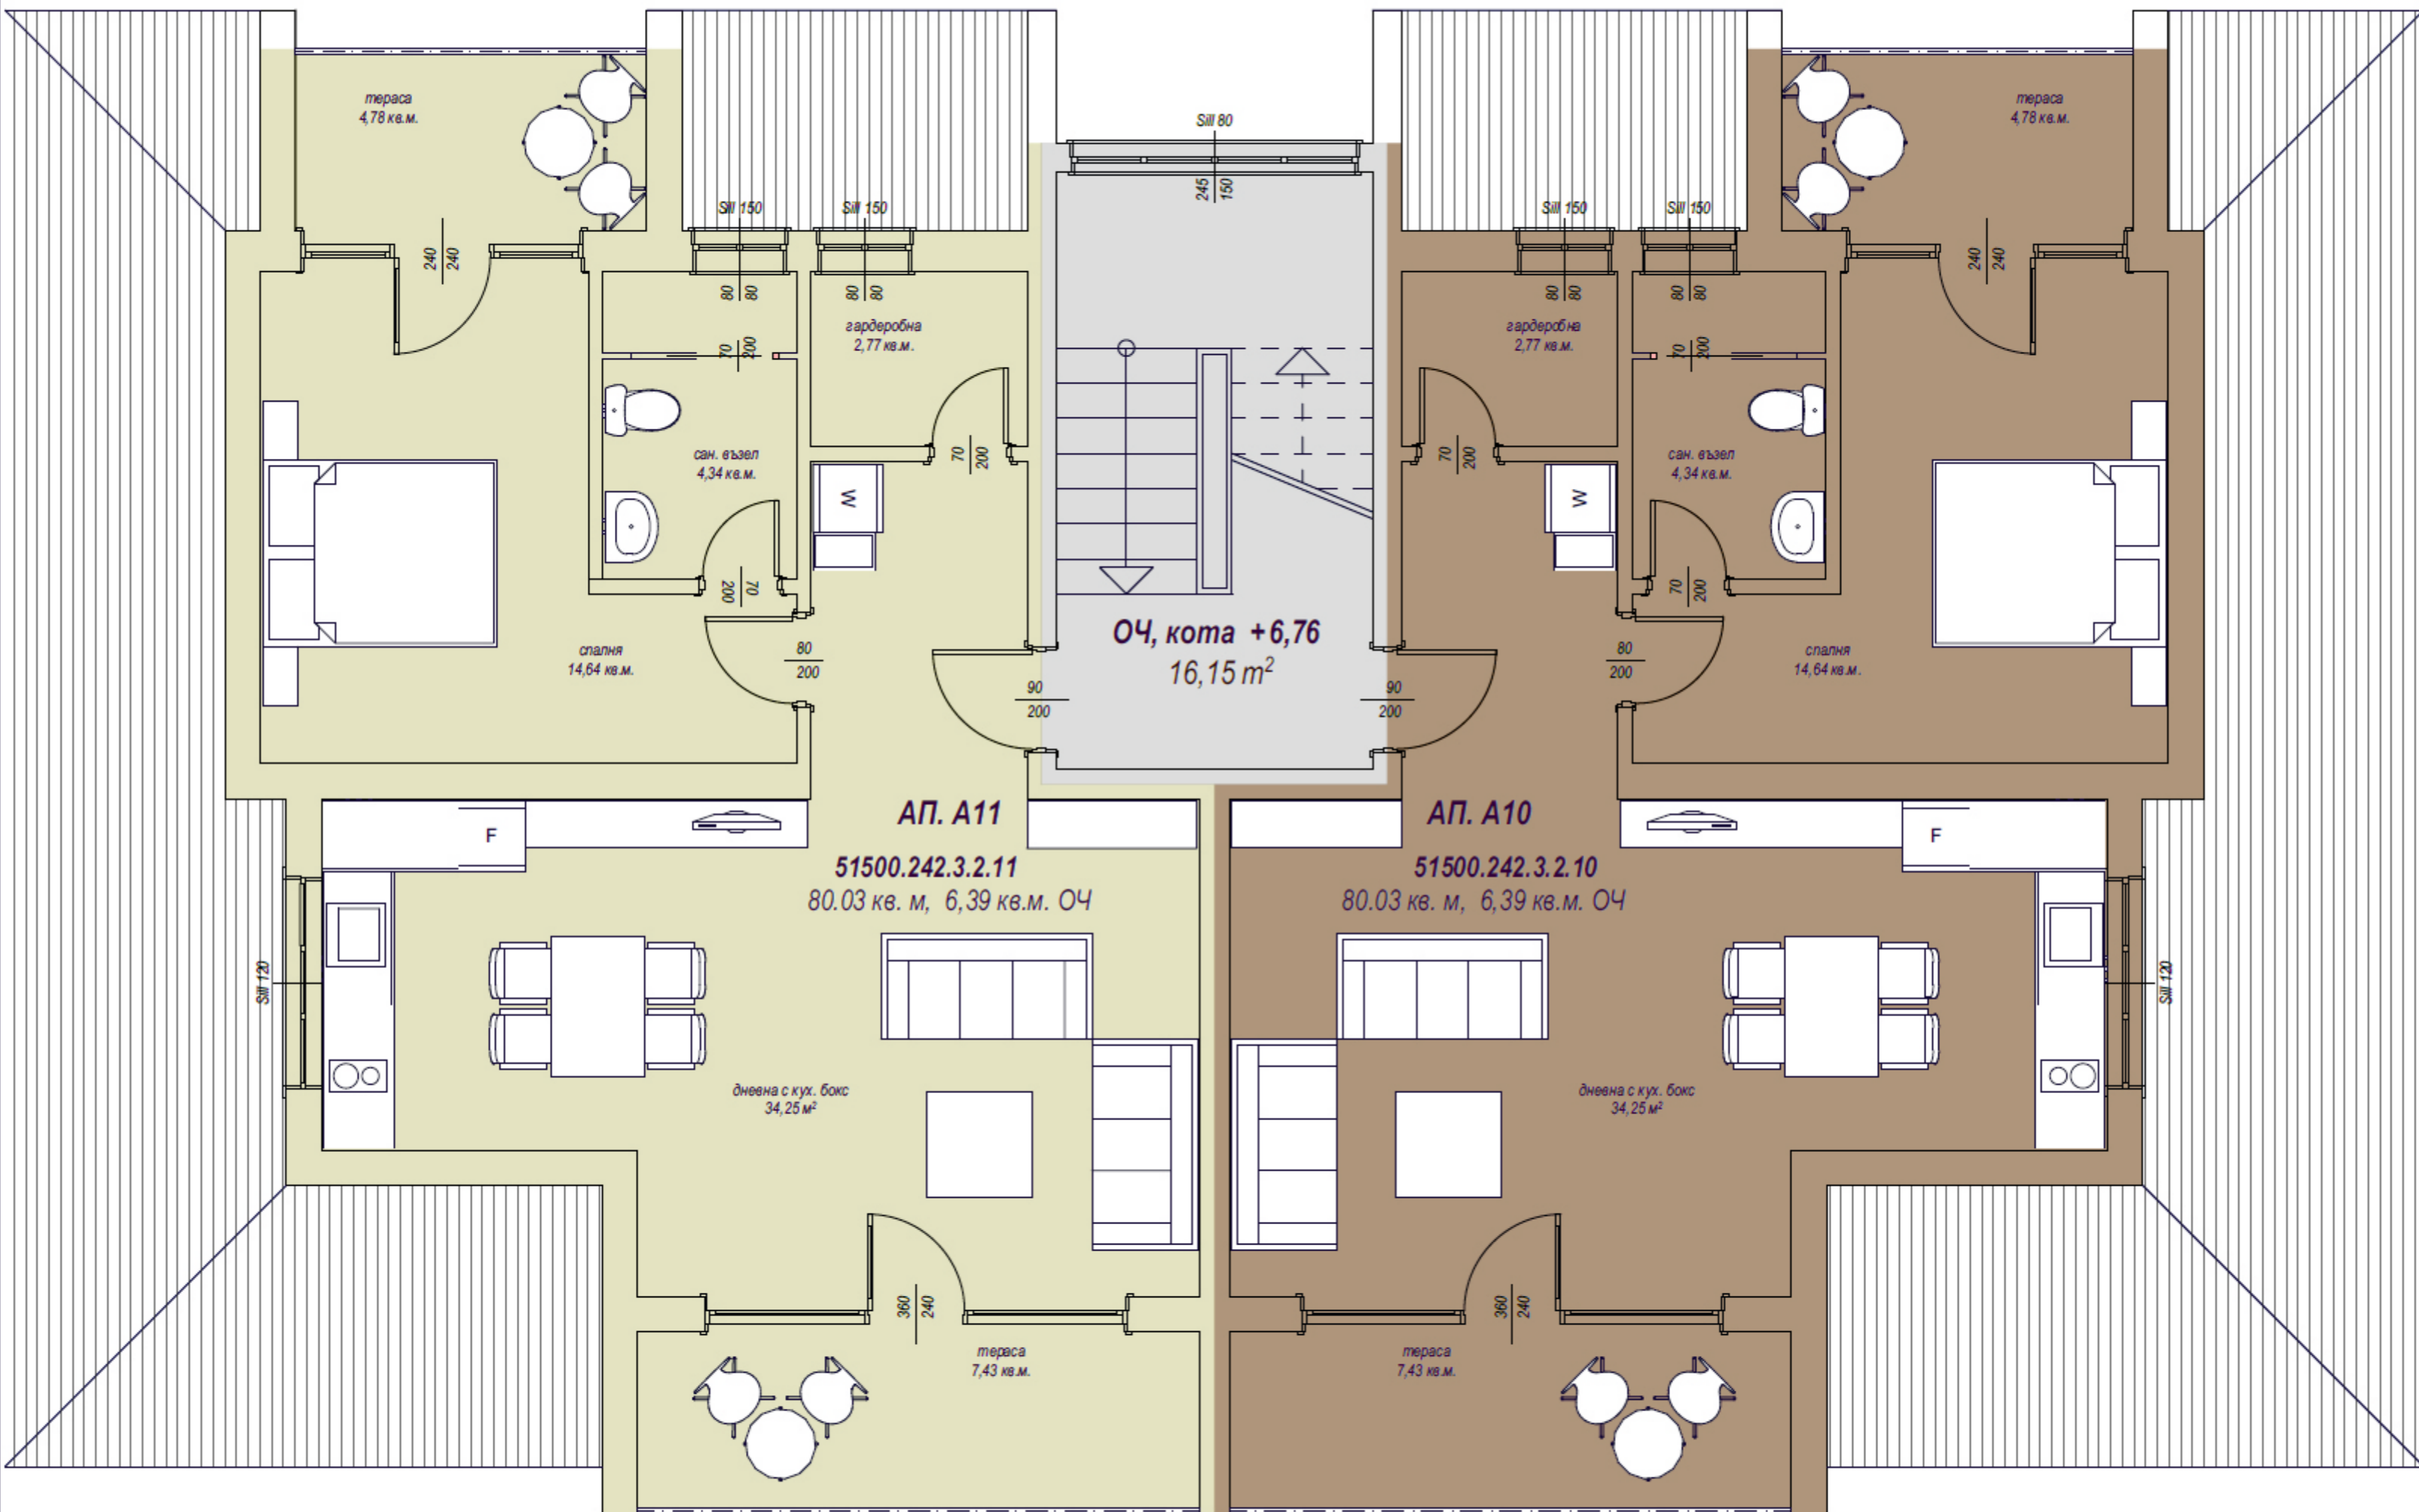 тераса
4,78 кв.м.
Sill 80
тераса
4,78 кв.м.
245
150
Sill 150
Sill 150
Sill 150
Sill 150
240
240
240
240
80
80
80
80
80
80
80
80
гардеробна
2,77 кв.м.
гардеробна
2,77 кв.м.
70
200
70
200
сан. възел
4,34 кв.м.
70
200
70
200
сан. възел
4,34 кв.м.
W
W
70
200
70
200
ОЧ, кота +6,76
16,15 m²
спалня
14,64 кв.м.
80
200
90
200
90
200
80
200
спалня
14,64 кв.м.
F
АП. А11
АП. А10
F
51500.242.3.2.11
80.03 кв. м, 6,39 кв.м. ОЧ
51500.242.3.2.10
80.03 кв. м, 6,39 кв.м. ОЧ
Sill 120
Sill 120
дневна с кух. бокс
34,25 м²
дневна с кух. бокс
34,25 м²
360
240
360
240
тераса
7,43 кв.м.
тераса
7,43 кв.м.